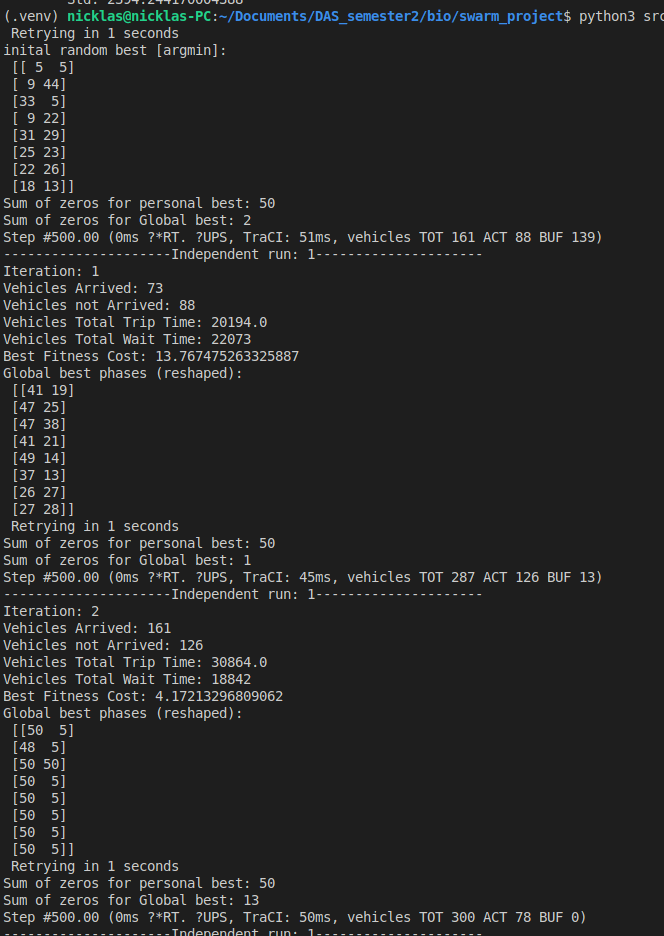 Std: 2594.244170004388
(.venv) nicklas@nicklas-PC:~/Documents/DAS_semester2/bio/swarm_project$ python3 src
Retrying in 1 seconds
inital random best [argmin]:
[[ 5  5]
[ 9 44]
[33  5]
[ 9 22]
[31 29]
[25 23]
[22 26]
[18 13]]
Sum of zeros for personal best: 50
Sum of zeros for Global best: 2
Step #500.00 (0ms ?*RT. ?UPS, TraCI: 51ms, vehicles TOT 161 ACT 88 BUF 139)
---------------------Independent run: 1---------------------
Iteration: 1
Vehicles Arrived: 73
Vehicles not Arrived: 88
Vehicles Total Trip Time: 20194.0
Vehicles Total Wait Time: 22073
Best Fitness Cost: 13.767475263325887
Global best phases (reshaped):
[[41 19]
[47 25]
[47 38]
[41 21]
[49 14]
[37 13]
[26 27]
[27 28]]
Retrying in 1 seconds
Sum of zeros for personal best: 50
Sum of zeros for Global best: 1
Step #500.00 (0ms ?*RT. ?UPS, TraCI: 45ms, vehicles TOT 287 ACT 126 BUF 13)
---------------------Independent run: 1---------------------
Iteration: 2
Vehicles Arrived: 161
Vehicles not Arrived: 126
Vehicles Total Trip Time: 30864.0
Vehicles Total Wait Time: 18842
Best Fitness Cost: 4.17213296809062
Global best phases (reshaped):
[[50  5]
[48  5]
[50 50]
[50  5]
[50  5]
[50  5]
[50  5]
[50  5]]
Retrying in 1 seconds
Sum of zeros for personal best: 50
Sum of zeros for Global best: 13
Step #500.00 (0ms ?*RT. ?UPS, TraCI: 50ms, vehicles TOT 300 ACT 78 BUF 0)
---------------------Independent run: 1---------------------